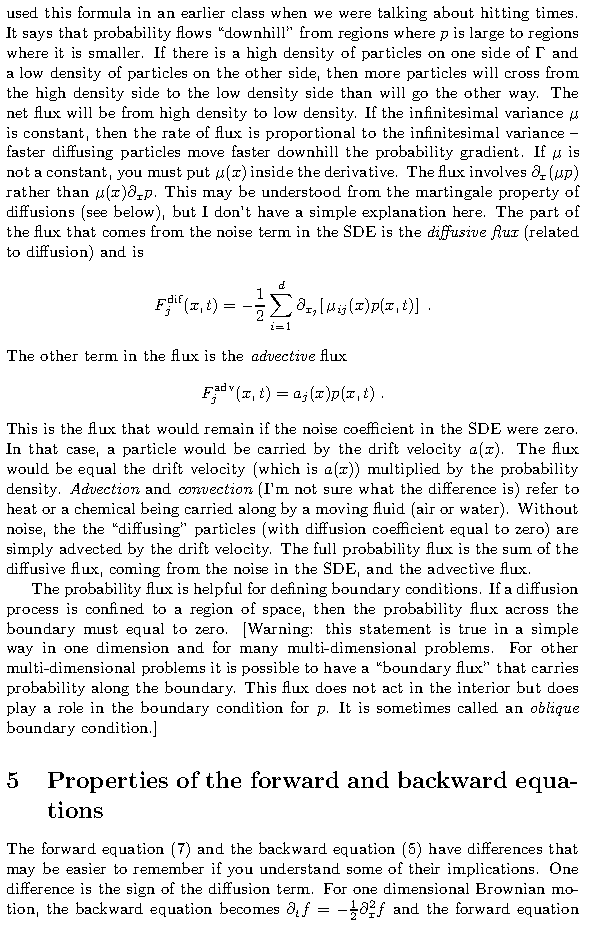 used this formula in an earlier class when we were talking about hitting times.
It says that probability flows “downhill” from regions where p is large to regions
where it is smaller. If there is a high density of particles on one side of Γ and
a low density of particles on the other side, then more particles will cross from
the high density side to the low density side than will go the other way. The
net flux will be from high density to low density. If the infinitesimal variance μ
is constant, then the rate of flux is proportional to the infinitesimal variance –
faster diffusing particles move faster downhill the probability gradient. If μ is
not a constant, you must put μ(x) inside the derivative. The flux involves ∂ₓ(μp)
rather than μ(x)∂ₓp. This may be understood from the martingale property of
diffusions (see below), but I don’t have a simple explanation here. The part of
the flux that comes from the noise term in the SDE is the diffusive flux (related
to diffusion) and is
F_j^{dif}(x, t) = −\frac{1}{2} \sum_{i=1}^{d} ∂_{x_j} [ μ_{ij}(x)p(x, t)] .
The other term in the flux is the advective flux
F_j^{adv}(x, t) = a_j(x)p(x, t) .
This is the flux that would remain if the noise coefficient in the SDE were zero.
In that case, a particle would be carried by the drift velocity a(x). The flux
would be equal the drift velocity (which is a(x)) multiplied by the probability
density. Advection and convection (I’m not sure what the difference is) refer to
heat or a chemical being carried along by a moving fluid (air or water). Without
noise, the the “diffusing” particles (with diffusion coefficient equal to zero) are
simply advected by the drift velocity. The full probability flux is the sum of the
diffusive flux, coming from the noise in the SDE, and the advective flux.
The probability flux is helpful for defining boundary conditions. If a diffusion
process is confined to a region of space, then the probability flux across the
boundary must equal to zero. [Warning: this statement is true in a simple
way in one dimension and for many multi-dimensional problems. For other
multi-dimensional problems it is possible to have a “boundary flux” that carries
probability along the boundary. This flux does not act in the interior but does
play a role in the boundary condition for p. It is sometimes called an oblique
boundary condition.]
5 Properties of the forward and backward equa-
tions
The forward equation (7) and the backward equation (5) have differences that
may be easier to remember if you understand some of their implications. One
difference is the sign of the diffusion term. For one dimensional Brownian mo-
tion, the backward equation becomes ∂_t f = −\frac{1}{2}∂_x^2 f and the forward equation